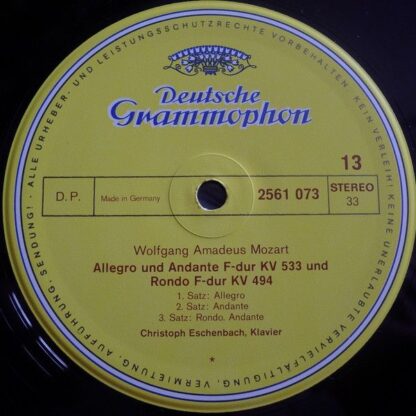 ALLE URHEBER- UND LEISTUNGSSCHUTZRECHTE VORBEHALTEN · KEIN VERLEIH! KEINE UNERLAUBTE VERVIELFÄLTIGUNG, VERMIETUNG, AUFFÜHRUNG, SENDUNG!
Deutsche
Grammophon
13
D.P.
Made in Germany
2561 073
STEREO
33
Wolfgang Amadeus Mozart
Allegro und Andante F-dur KV 533 und
Rondo F-dur KV 494
1. Satz: Allegro
2. Satz: Andante
3. Satz: Rondo. Andante
Christoph Eschenbach, Klavier
*